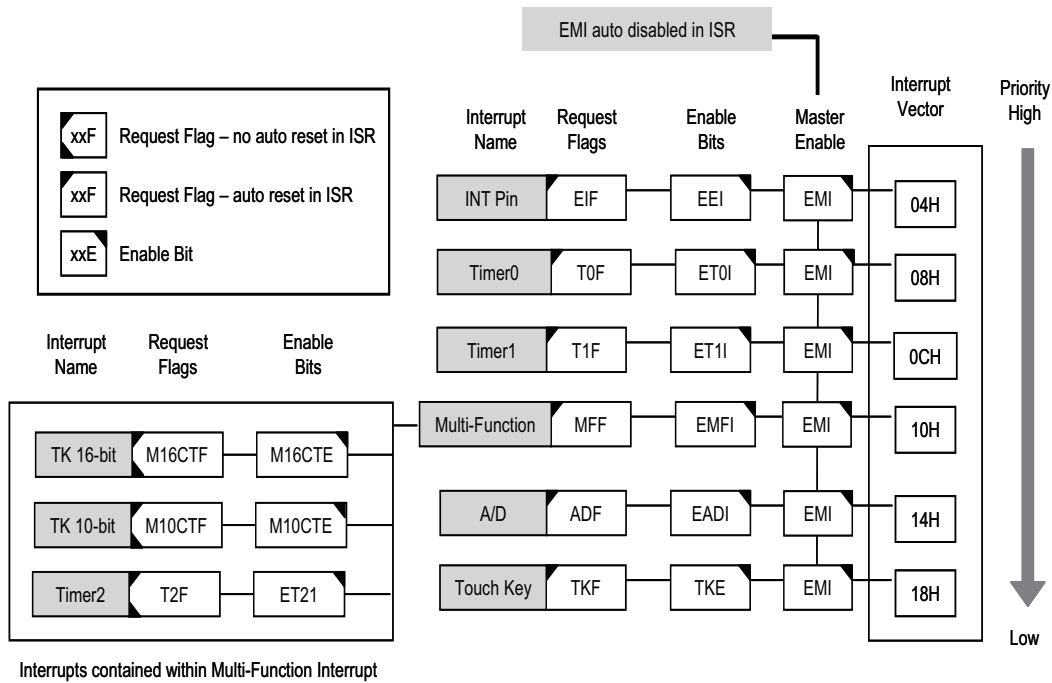 EMI auto disabled in ISR
xxF Request Flag – no auto reset in ISR
xxF Request Flag – auto reset in ISR
xxE Enable Bit
Interrupt Name
Request Flags
Enable Bits
Master Enable
Interrupt Vector
Priority High
INT Pin EIF EEI EMI 04H
Timer0 T0F ET0I EMI 08H
Timer1 T1F ET1I EMI 0CH
Multi-Function MFF EMFI EMI 10H
A/D ADF EADI EMI 14H
Touch Key TKF TKE EMI 18H
Low
Interrupt Name
Request Flags
Enable Bits
TK 16-bit M16CTF M16CTE
TK 10-bit M10CTF M10CTE
Timer2 T2F ET21
Interrupts contained within Multi-Function Interrupt